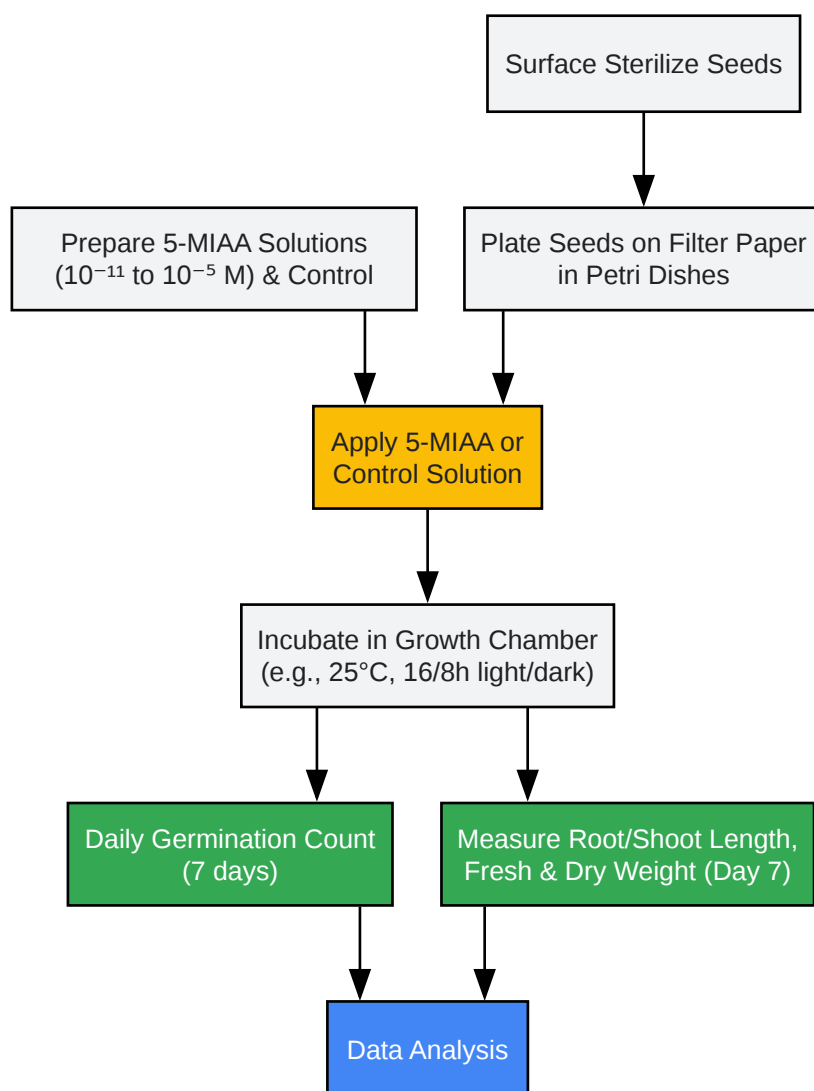 Surface Sterilize Seeds
Prepare 5-MIAA Solutions
(10⁻¹¹ to 10⁻⁵ M) & Control
Plate Seeds on Filter Paper
in Petri Dishes
Apply 5-MIAA or
Control Solution
Incubate in Growth Chamber
(e.g., 25°C, 16/8h light/dark)
Daily Germination Count
(7 days)
Measure Root/Shoot Length,
Fresh & Dry Weight (Day 7)
Data Analysis